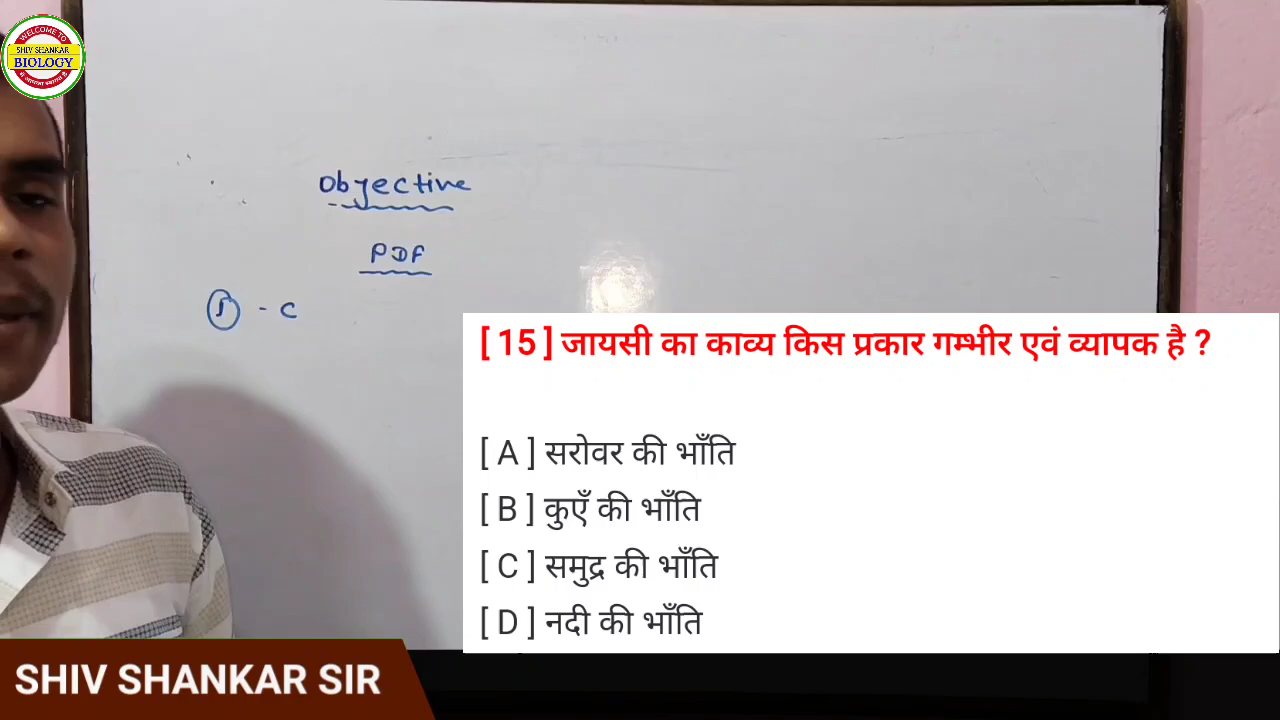 WELCOME TO
SHIV SHANKAR
BIOLOGY
Objective
PDF
1 - C
[ 15 ] जायसी का काव्य किस प्रकार गम्भीर एवं व्यापक है ?
[ A ] सरोवर की भाँति
[ B ] कुएँ की भाँति
[ C ] समुद्र की भाँति
[ D ] नदी की भाँति
SHIV SHANKAR SIR